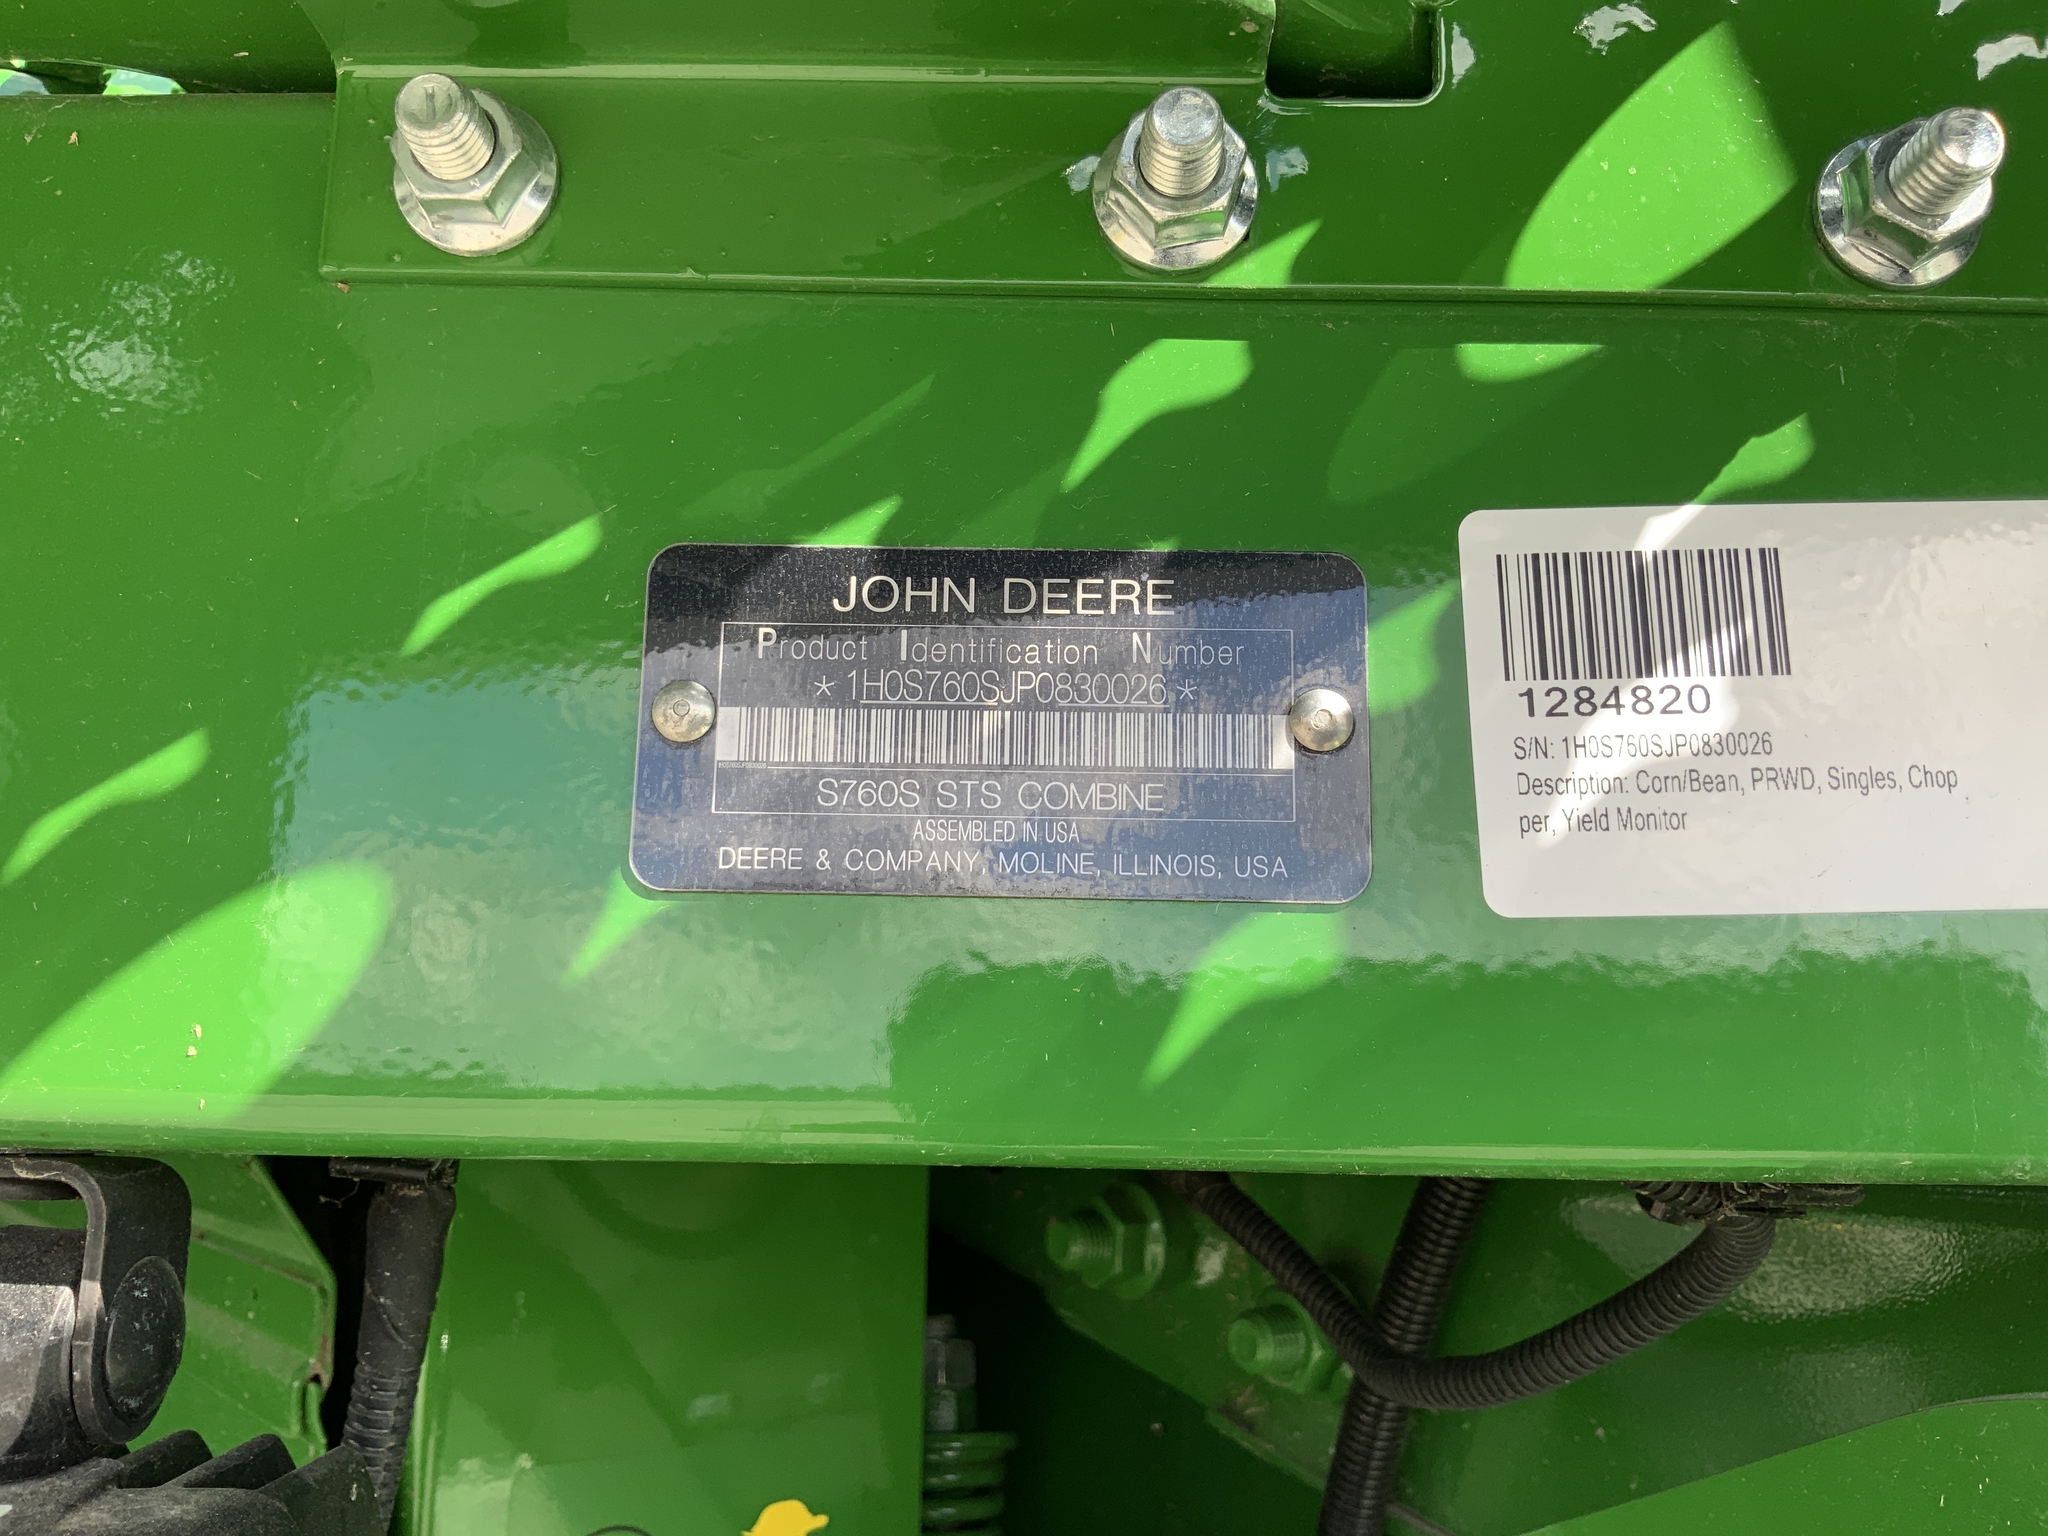 JOHN DEERE
Product Identification Number
*1H0S760SJP0830026*
1H0S760SJP0830026
S760S STS COMBINE
ASSEMBLED IN USA
DEERE & COMPANY, MOLINE, ILLINOIS, USA
1284820
S/N: 1H0S760SJP0830026
Description: Corn/Bean, PRWD, Singles, Chop
per, Yield Monitor